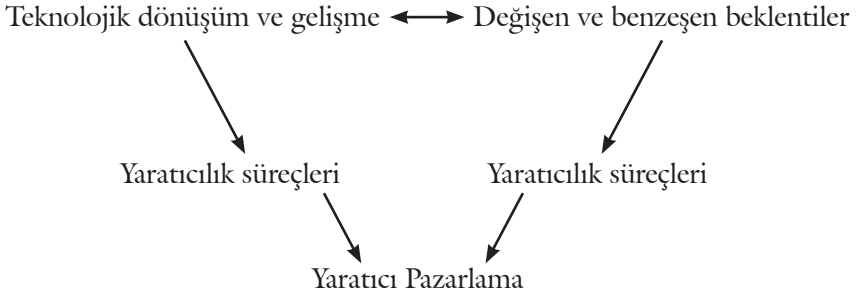 Teknolojik dönüşüm ve gelişme Değişen ve benzeşen beklentiler
Yaratıcılık süreçleri Yaratıcılık süreçleri
Yaratıcı Pazarlama